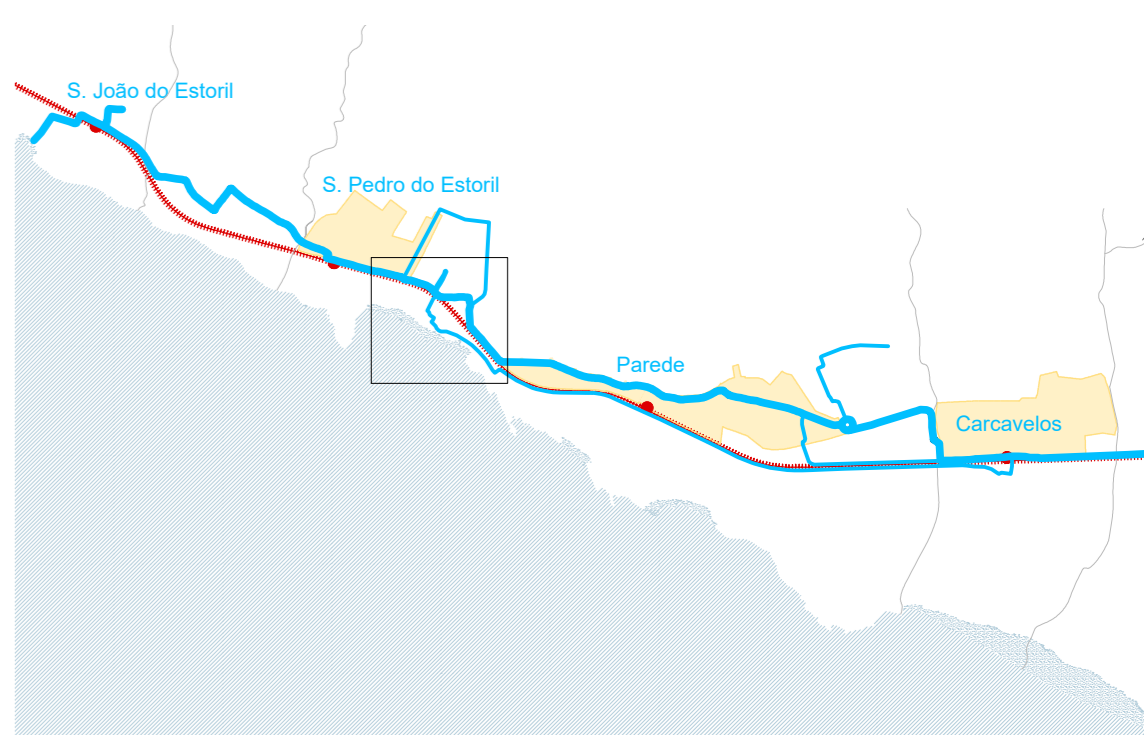 S. João do Estoril
S. Pedro do Estoril
Parede
Carcavelos